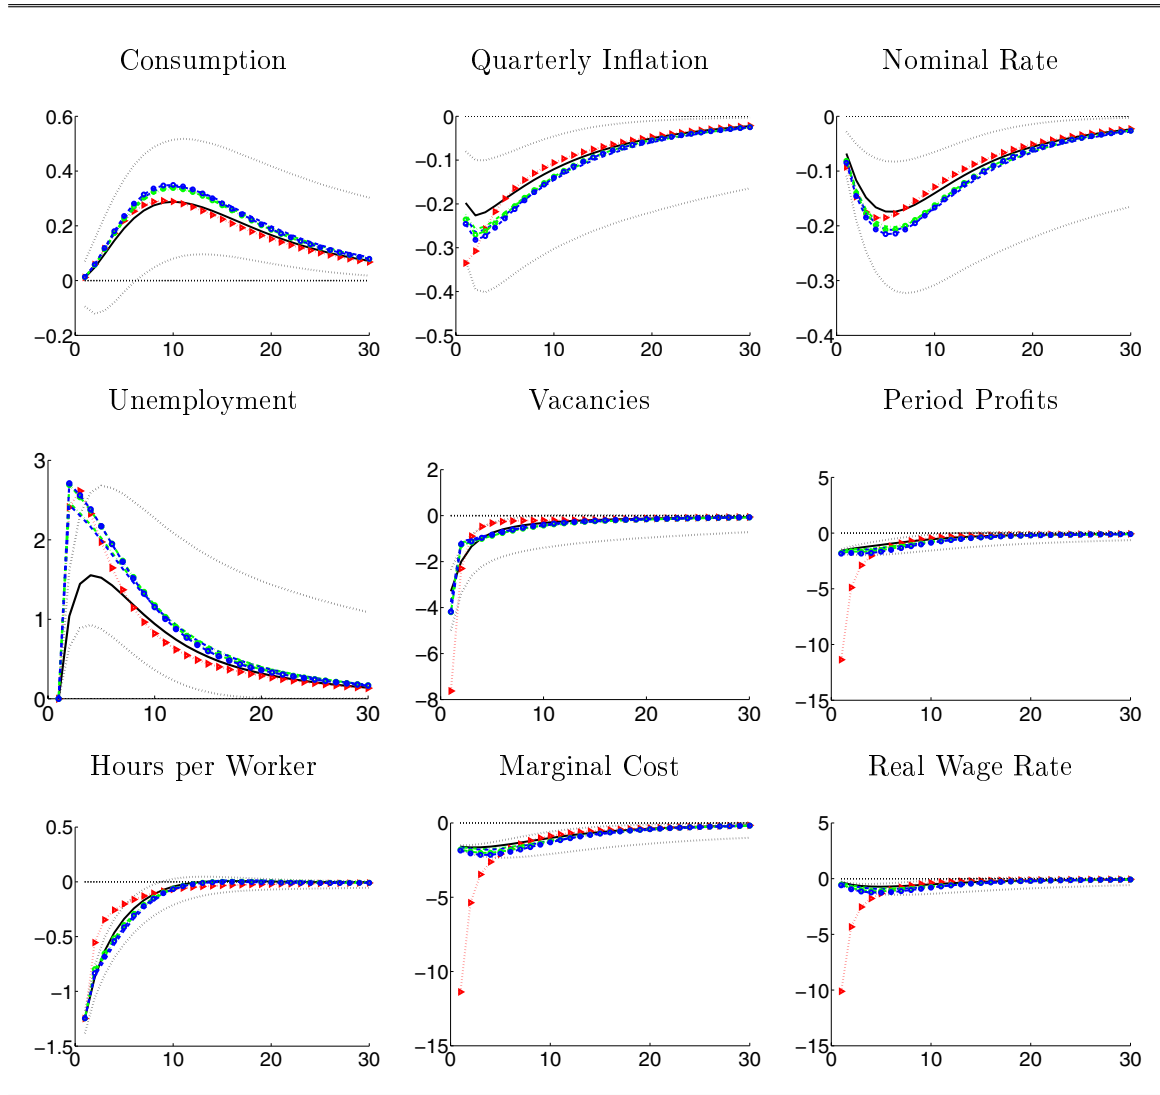 Consumption Quarterly Inflation Nominal Rate
0.6 0 0
0.4 −0.1 −0.1
0.2 −0.2 −0.2
0 −0.3 −0.3
−0.2 −0.4 −0.4
−0.5
0 10 20 30 0 10 20 30 0 10 20 30
Unemployment Vacancies Period Profits
3 2 5
2 0 0
1 −2 −5
0 −4 −10
−6 −15
−8
0 10 20 30 0 10 20 30 0 10 20 30
Hours per Worker Marginal Cost Real Wage Rate
0.5 0 5
0 −5 0
−0.5 −10 −5
−1 −15 −10
−1.5 −15
0 10 20 30 0 10 20 30 0 10 20 30